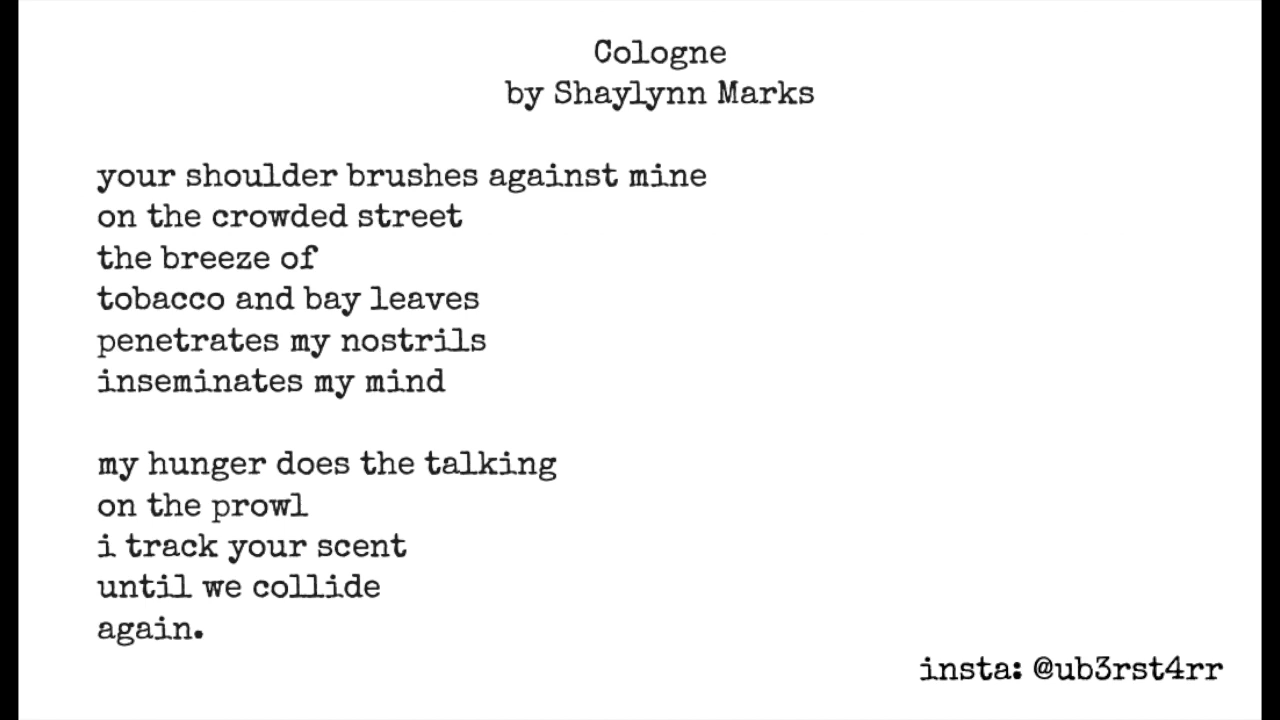 Cologne
by Shaylynn Marks
your shoulder brushes against mine
on the crowded street
the breeze of
tobacco and bay leaves
penetrates my nostrils
inseminates my mind
my hunger does the talking
on the prowl
i track your scent
until we collide
again.
insta: @ub3rst4rr